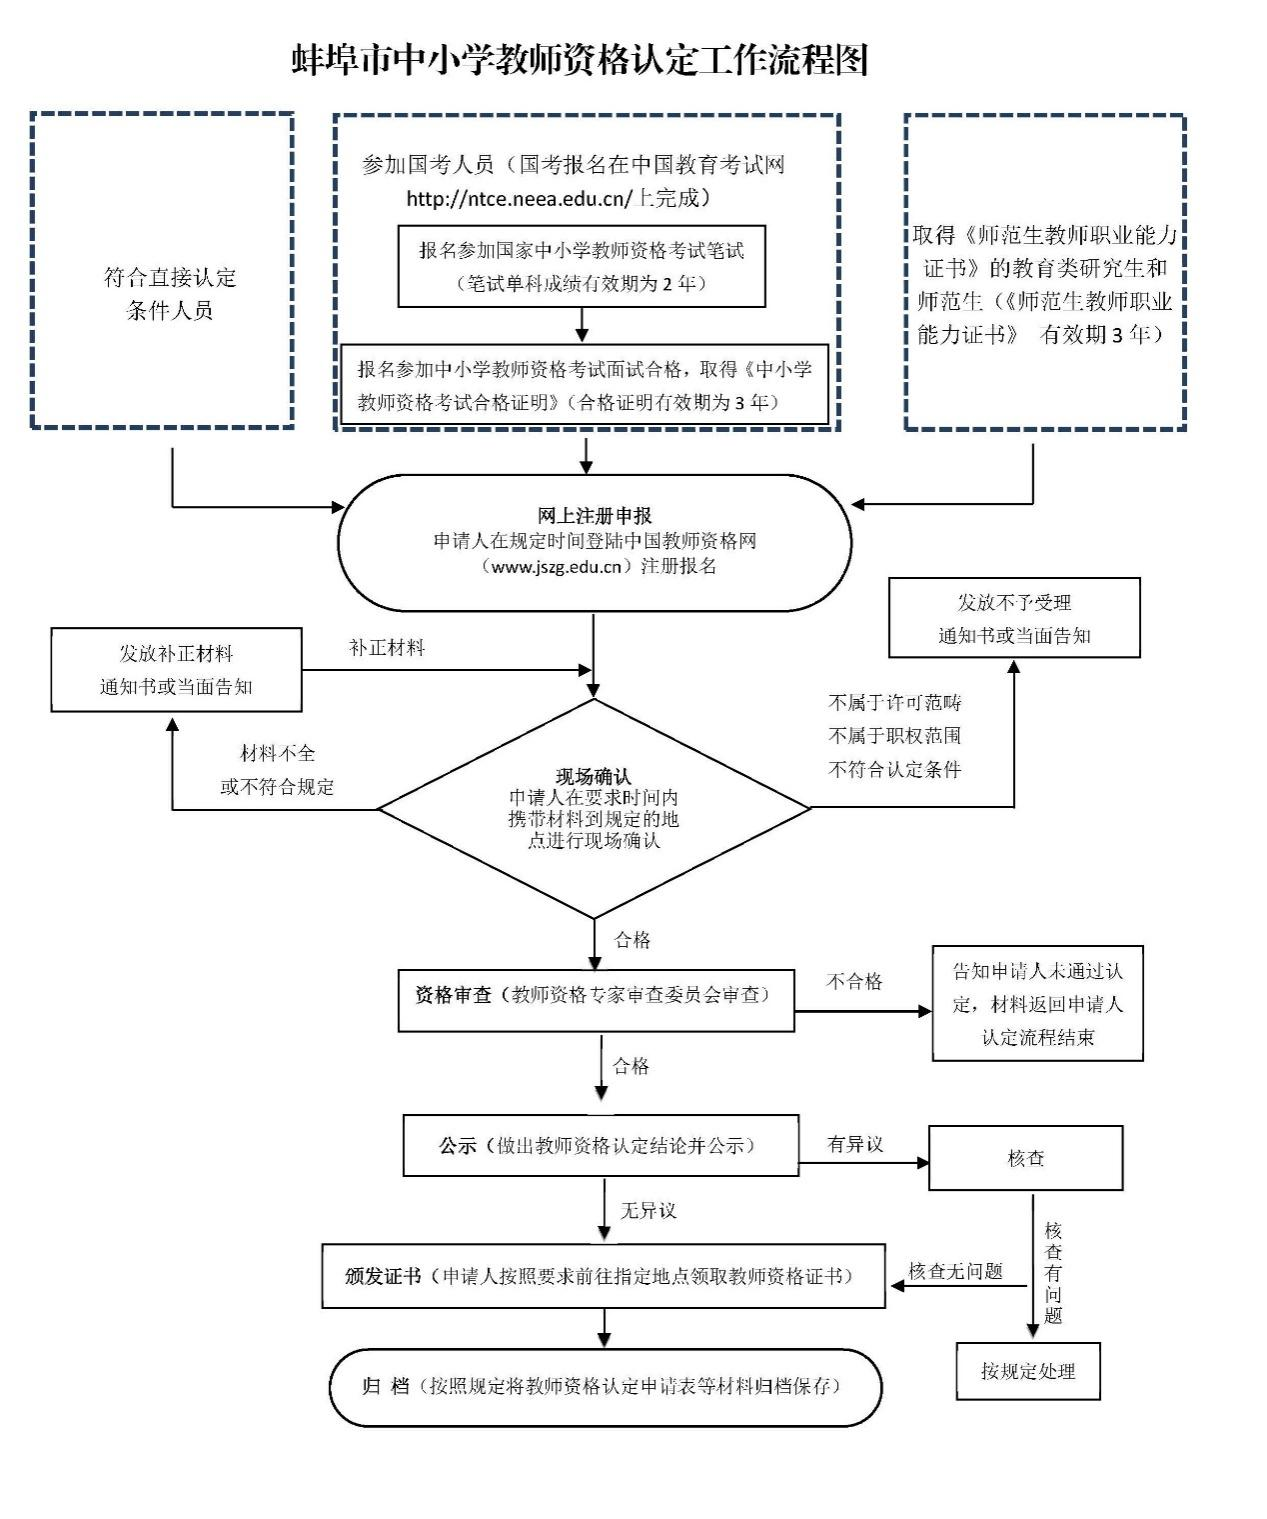 蚌埠市中小学教师资格认定工作流程图
符合直接认定
条件人员
参加国考人员（国考报名在中国教育考试网
http://ntce.neea.edu.cn/上完成）
报名参加国家中小学教师资格考试笔试
（笔试单科成绩有效期为 2 年）
报名参加中小学教师资格考试面试合格，取得《中小学
教师资格考试合格证明》（合格证明有效期为 3 年）
取得《师范生教师职业能力
证书》的教育类研究生和
师范生（《师范生教师职业
能力证书》 有效期 3 年）
网上注册申报
申请人在规定时间登陆中国教师资格网
（www.jszg.edu.cn）注册报名
发放不予受理
通知书或当面告知
发放补正材料
通知书或当面告知
补正材料
不属于许可范畴
不属于职权范围
不符合认定条件
材料不全
或不符合规定
现场确认
申请人在要求时间内
携带材料到规定的地
点进行现场确认
合格
资格审查（教师资格专家审查委员会审查）
不合格
告知申请人未通过认
定，材料返回申请人
认定流程结束
合格
公示（做出教师资格认定结论并公示）
有异议
核查
无异议
核查有问题
颁发证书（申请人按照要求前往指定地点领取教师资格证书）
核查无问题
按规定处理
归 档（按照规定将教师资格认定申请表等材料归档保存）